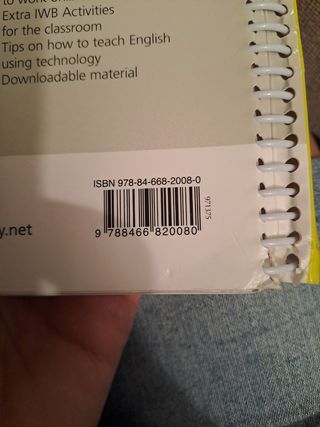 Extra IWB Activities
for the classroom
Tips on how to teach English
using technology
Downloadable material
ISBN 978-84-668-2008-0
971375
y.net
9 788466 820080